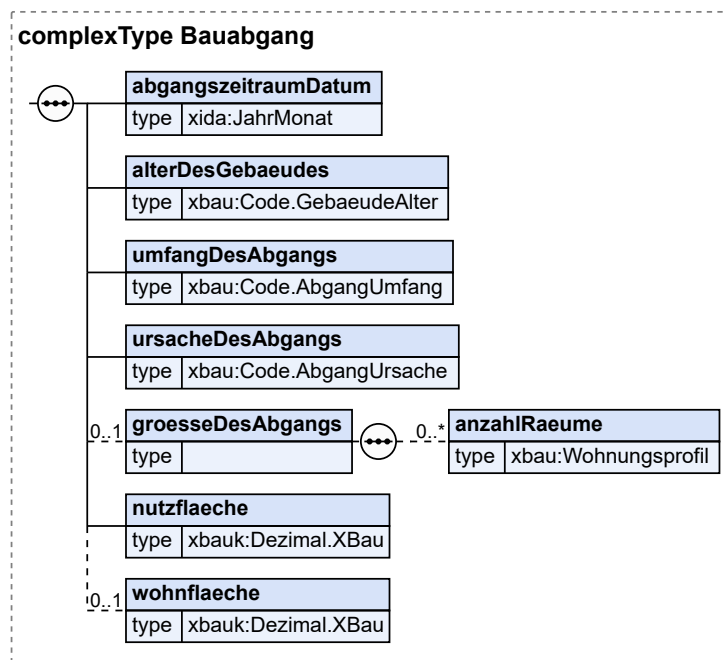 complexType Bauabgang
abgangszeitraumDatum
type xida:JahrMonat
alterDesGebaeudes
type xbau:Code.GebaeudeAlter
umfangDesAbgangs
type xbau:Code.AbgangUmfang
ursacheDesAbgangs
type xbau:Code.AbgangUrsache
0..1 groesseDesAbgangs 0..* anzahlRaeume
type type xbau:Wohnungsprofil
nutzflaeche
type xbauk:Dezimal.XBau
0..1 wohnflaeche
type xbauk:Dezimal.XBau